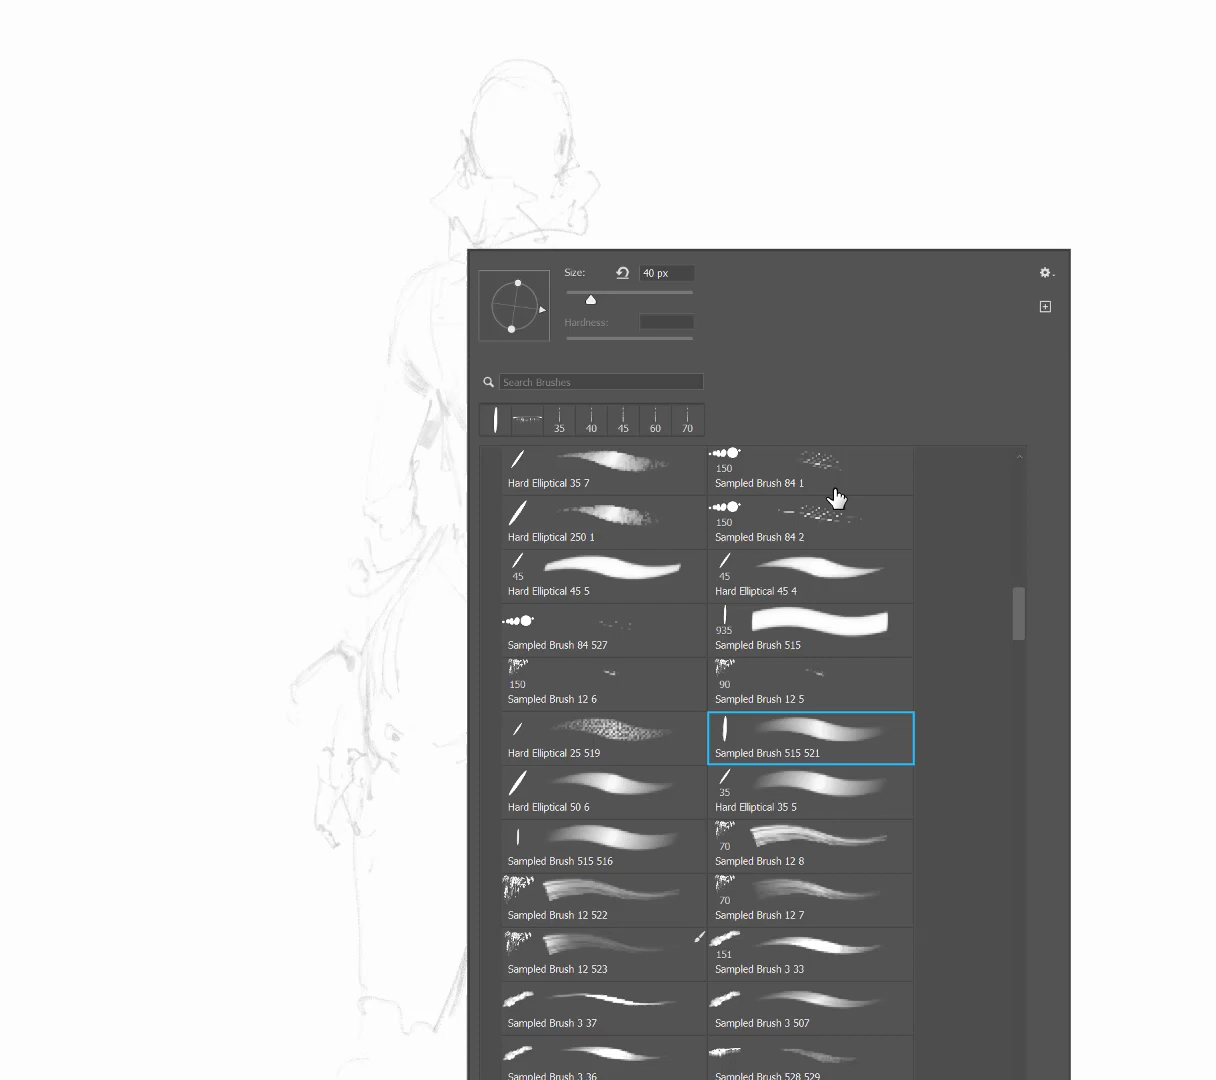 Size: 40 px
Hardness:
Search Brushes
35 40 45 60 70
150
Hard Elliptical 35 7 Sampled Brush 84 1
150
Hard Elliptical 250 1 Sampled Brush 84 2
45 45
Hard Elliptical 45 5 Hard Elliptical 45 4
935
Sampled Brush 84 527 Sampled Brush 515
150 90
Sampled Brush 12 6 Sampled Brush 12 5
Hard Elliptical 25 519 Sampled Brush 515 521
35
Hard Elliptical 50 6 Hard Elliptical 35 5
70
Sampled Brush 515 516 Sampled Brush 12 8
70
Sampled Brush 12 522 Sampled Brush 12 7
151
Sampled Brush 12 523 Sampled Brush 3 33
Sampled Brush 3 37 Sampled Brush 3 507
Sampled Brush 3 36 Sampled Brush 528 529